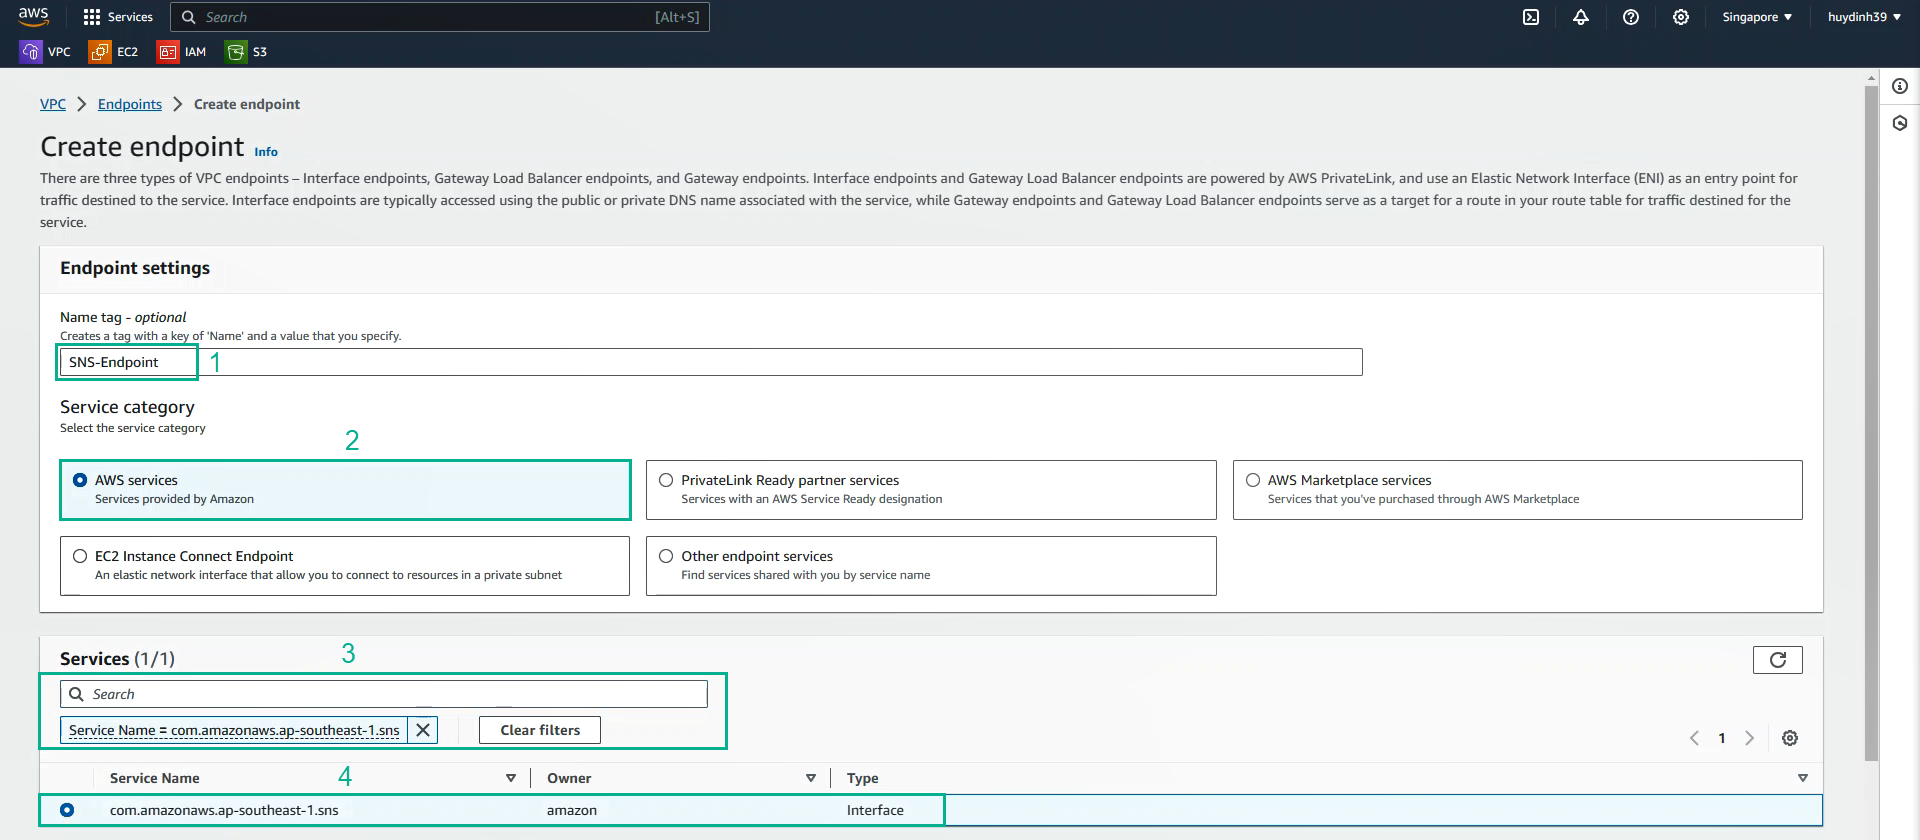 aws
Services
Search
[Alt+S]
Singapore
huydinh39
VPC
EC2
IAM
S3
VPC
Endpoints
Create endpoint
Create endpoint
Info
There are three types of VPC endpoints – Interface endpoints, Gateway Load Balancer endpoints, and Gateway endpoints. Interface endpoints and Gateway Load Balancer endpoints are powered by AWS PrivateLink, and use an Elastic Network Interface (ENI) as an entry point for
traffic destined to the service. Interface endpoints are typically accessed using the public or private DNS name associated with the service, while Gateway endpoints and Gateway Load Balancer endpoints serve as a target for a route in your route table for traffic destined for the
service.
Endpoint settings
Name tag - optional
Creates a tag with a key of 'Name' and a value that you specify.
SNS-Endpoint
1
Service category
Select the service category
2
AWS services
Services provided by Amazon
PrivateLink Ready partner services
Services with an AWS Service Ready designation
AWS Marketplace services
Services that you've purchased through AWS Marketplace
EC2 Instance Connect Endpoint
An elastic network interface that allow you to connect to resources in a private subnet
Other endpoint services
Find services shared with you by service name
Services (1/1)
3
Search
Service Name = com.amazonaws.ap-southeast-1.sns
Clear filters
1
Service Name
4
Owner
Type
com.amazonaws.ap-southeast-1.sns
amazon
Interface